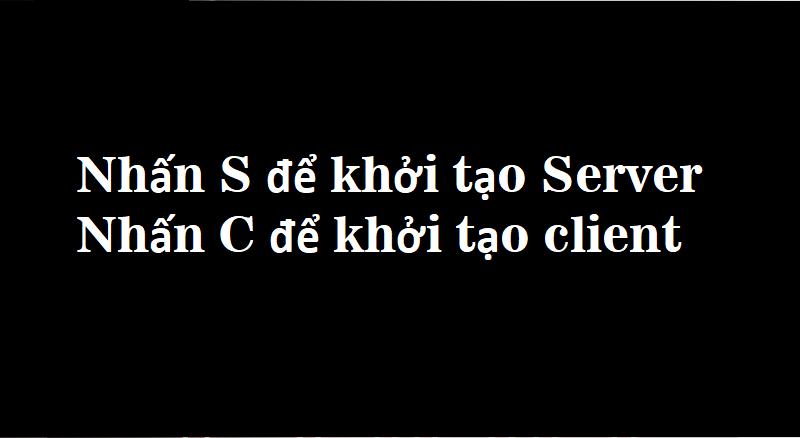 Nhấn S để khởi tạo Server
Nhấn C để khởi tạo client